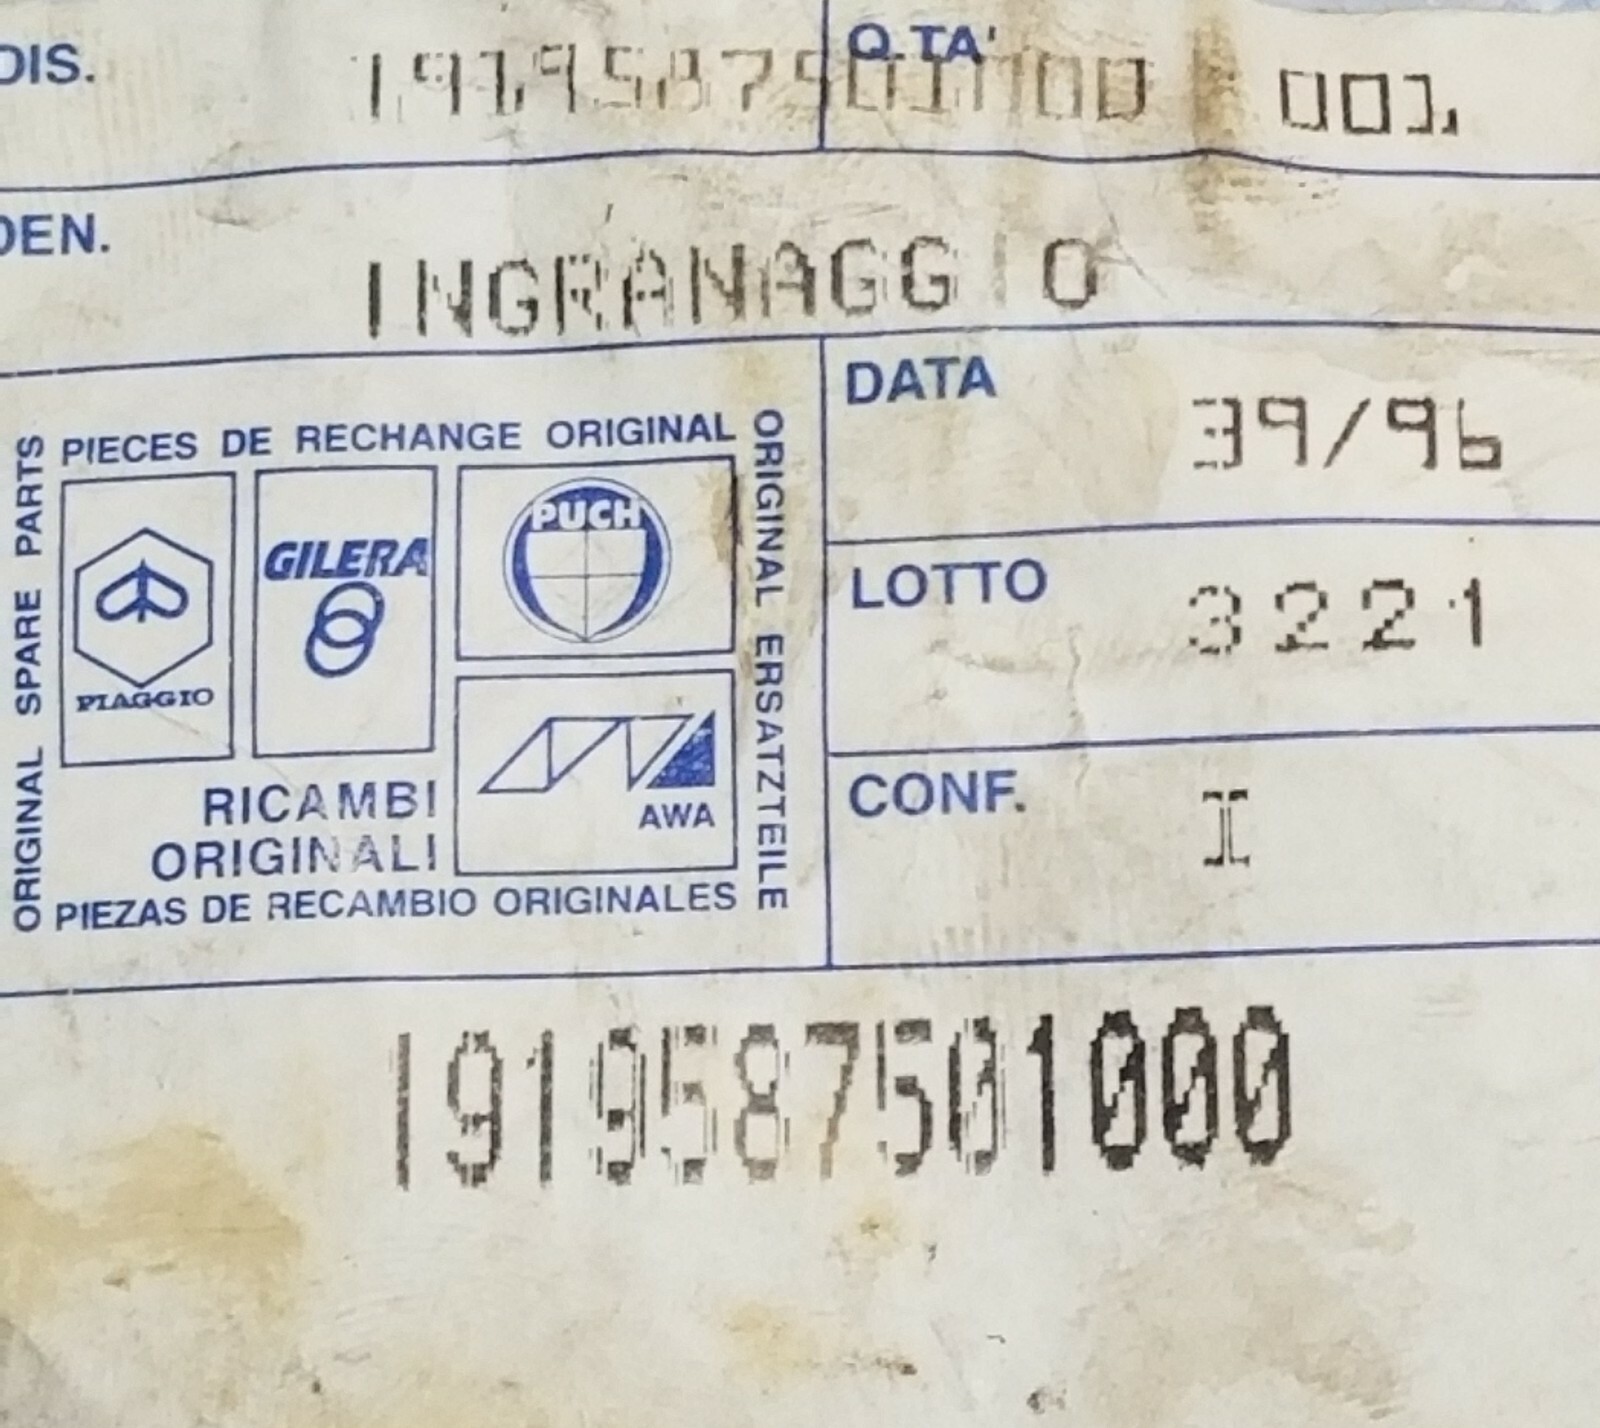 DIS. 1919587501000 Q.TA' 001
DEN. INGRANAGGIO
DATA 39/96
LOTTO 3221
CONF. I
PIECES DE RECHANGE ORIGINAL
ORIGINAL SPARE PARTS
ORIGINAL ERSATZTEILE
PIAGGIO
GILERA
PUCH
AWA
RICAMBI
ORIGINALI
PIEZAS DE RECAMBIO ORIGINALES
1919587501000